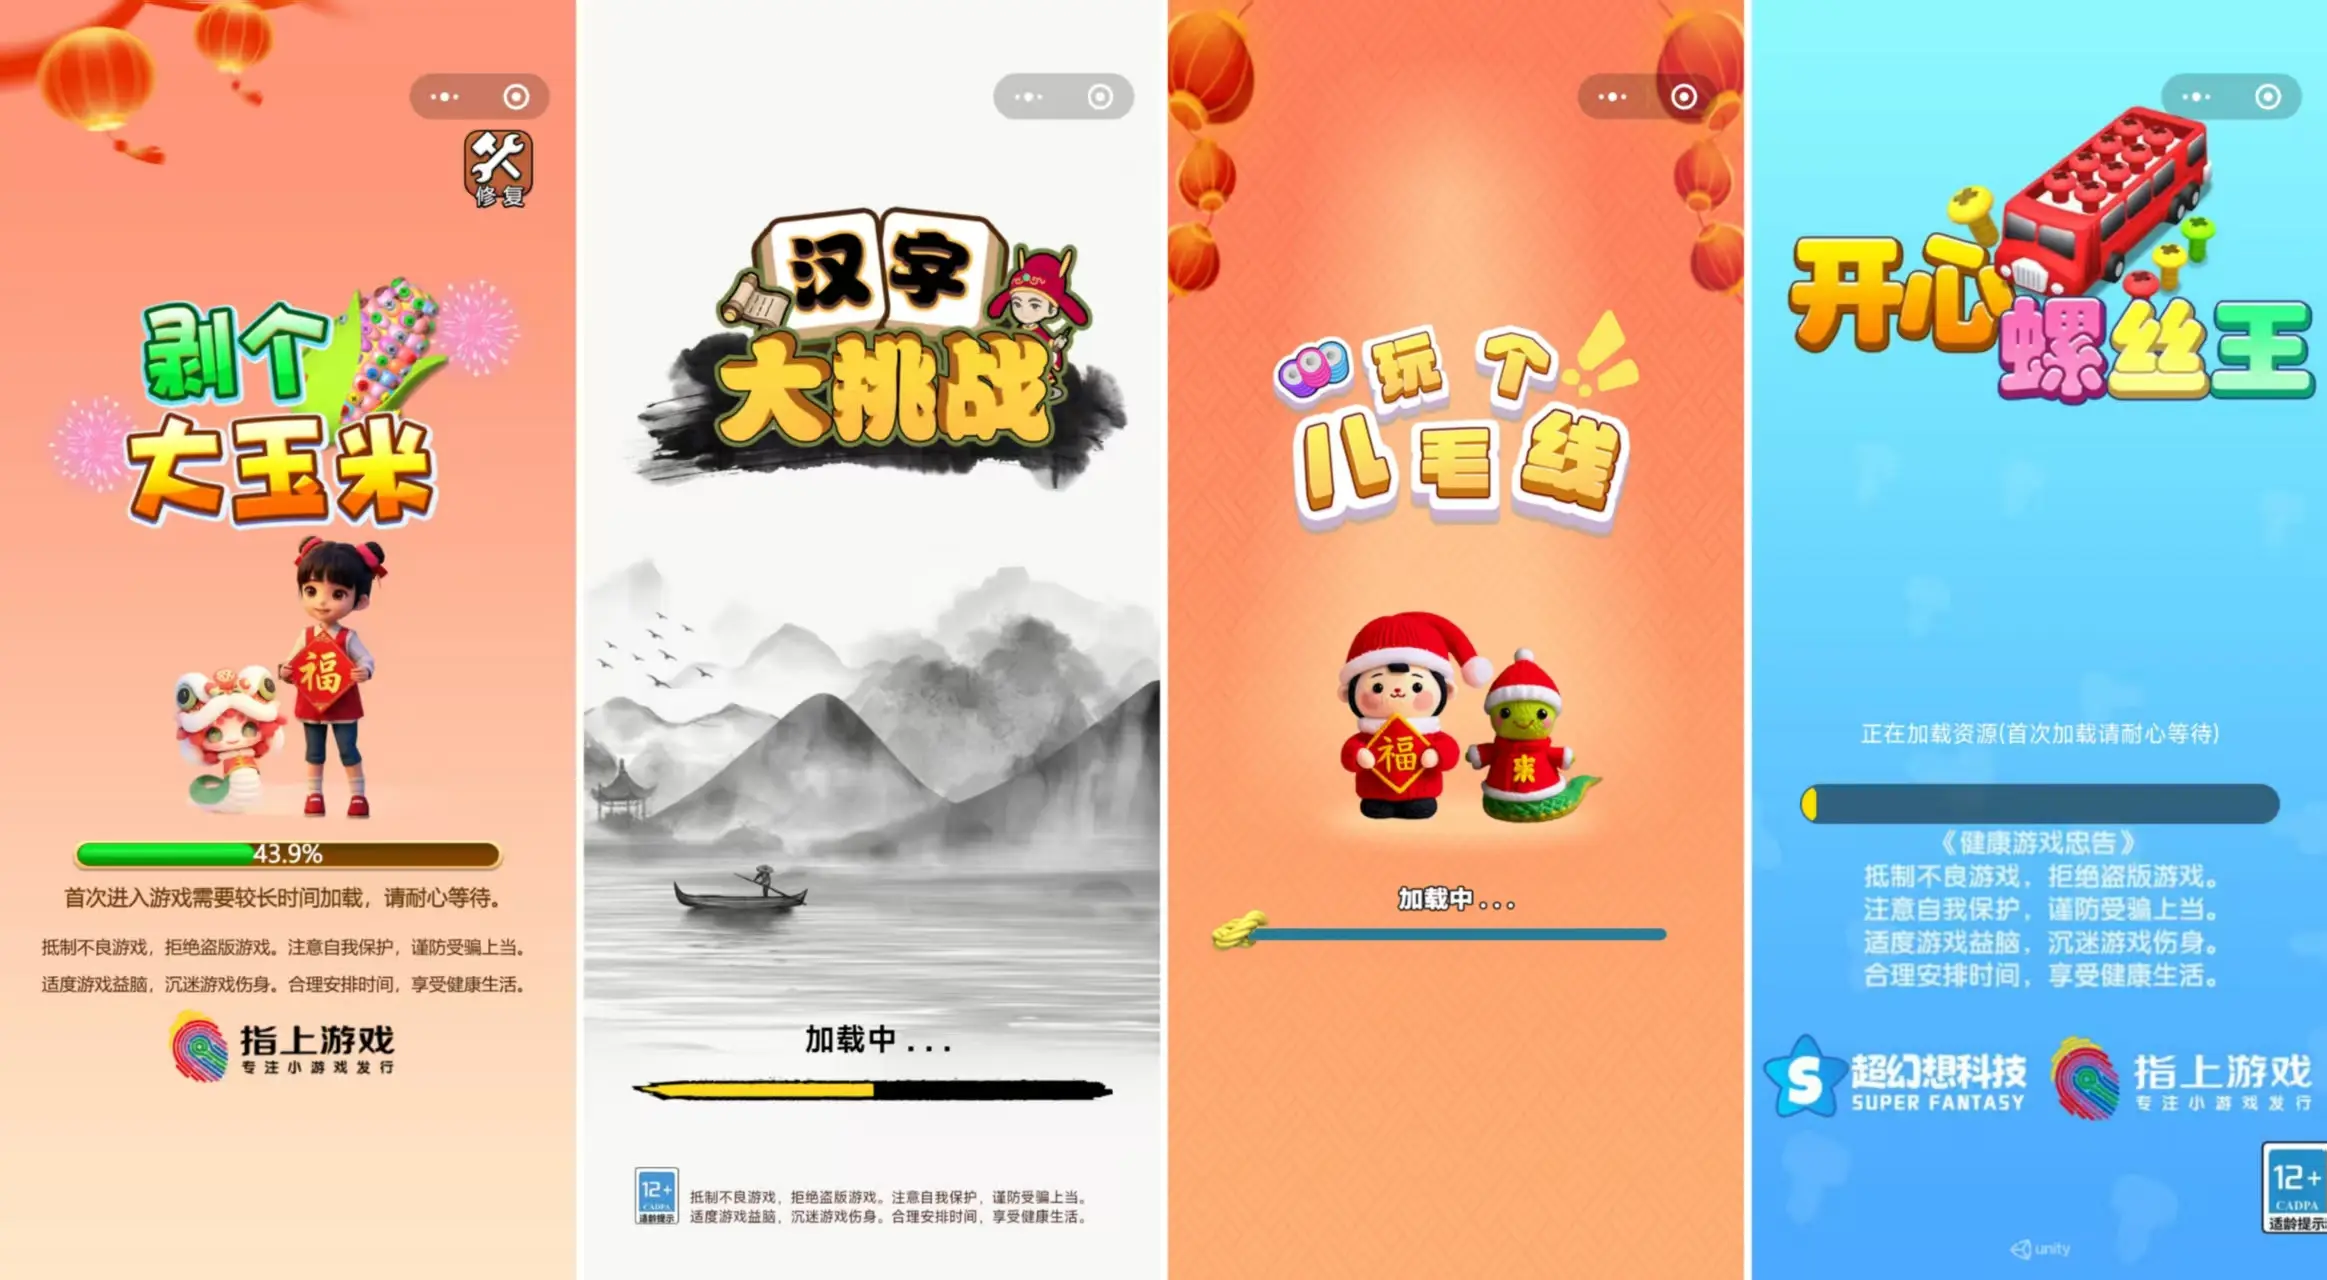 修复
剥个
大玉米
福
43.9%
首次进入游戏需要较长时间加载，请耐心等待。
抵制不良游戏，拒绝盗版游戏。注意自我保护，谨防受骗上当。
适度游戏益脑，沉迷游戏伤身。合理安排时间，享受健康生活。
指上游戏
专注小游戏发行
汉字
大挑战
加载中...
12+
CADPA
适龄提示
抵制不良游戏，拒绝盗版游戏。注意自我保护，谨防受骗上当。
适度游戏益脑，沉迷游戏伤身。合理安排时间，享受健康生活。
玩个
儿毛线
福
来
加载中...
开心
螺丝王
正在加载资源(首次加载请耐心等待)
《健康游戏忠告》
抵制不良游戏，拒绝盗版游戏。
注意自我保护，谨防受骗上当。
适度游戏益脑，沉迷游戏伤身。
合理安排时间，享受健康生活。
S 超幻想科技
SUPER FANTASY
指上游戏
专注小游戏发行
12+
CADPA
适龄提示
unity